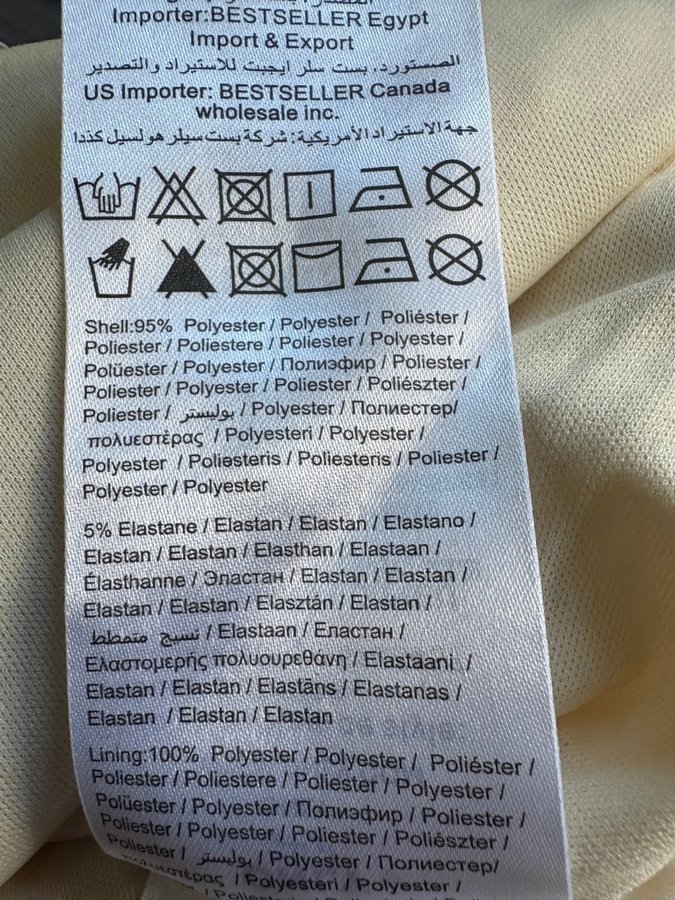 Importer:BESTSELLER Egypt
Import & Export
المستورد. بست سلر ايجبت للاستيراد والتصدير
US Importer: BESTSELLER Canada
wholesale inc.
جهة الاستيراد الأمريكية: شركة بست سيلر هولسيل كندا
Shell:95% Polyester / Polyester / Poliéster /
Poliester / Poliestere / Poliester / Polyester /
Polüester / Polyester / Полиэфир / Poliester /
Poliester / Polyester / Poliester / Poliészter /
Poliester / بوليستر / Polyester / Полиестер/
πολυεστέρας / Polyesteri / Polyester /
Polyester / Poliesteris / Poliesteris / Poliester /
Polyester / Polyester
5% Elastane / Elastan / Elastan / Elastano /
Elastan / Elastan / Elasthan / Elastaan /
Élasthanne / Эластан / Elastan / Elastan /
Elastan / Elastan / Elasztán / Elastan /
نسيج متمطط / Elastaan / Еластан /
Ελαστομερής πολυουρεθάνη / Elastaani /
Elastan / Elastan / Elastāns / Elastanas /
Elastan / Elastan / Elastan
Lining:100% Polyester / Polyester / Poliéster /
Poliester / Poliestere / Poliester / Polyester /
Polüester / Polyester / Полиэфир / Poliester /
Poliester / Polyester / Poliester / Poliészter /
Poliester / بوليستر / Polyester / Полиестер/
πολυεστέρας / Polyesteri / Polyester /